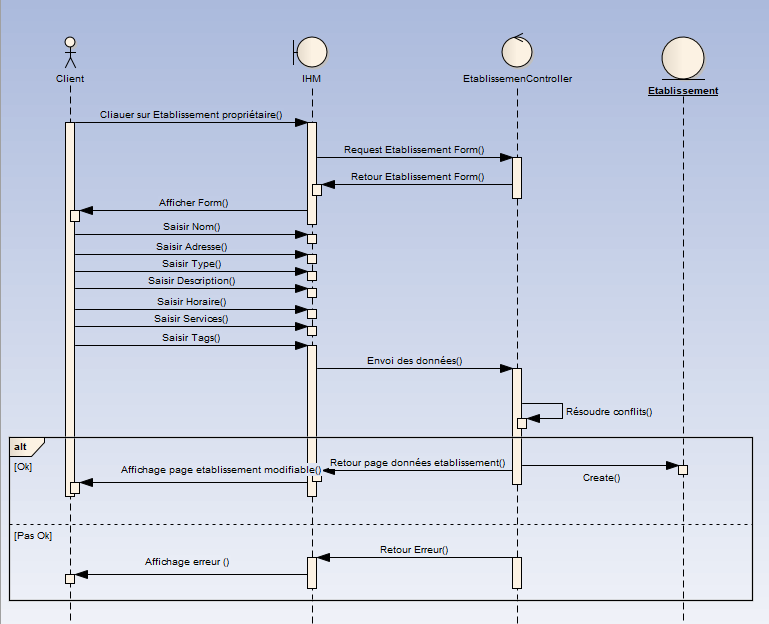 Client
IHM
EtablissemenController
Etablissement
Cliauer sur Etablissement propriétaire()
Request Etablissement Form()
Retour Etablissement Form()
Afficher Form()
Saisir Nom()
Saisir Adresse()
Saisir Type()
Saisir Description()
Saisir Horaire()
Saisir Services()
Saisir Tags()
Envoi des données()
Résoudre conflits()
alt
[Ok]
Affichage page etablissement modifiable()
Retour page données etablissement()
Create()
[Pas Ok]
Retour Erreur()
Affichage erreur ()